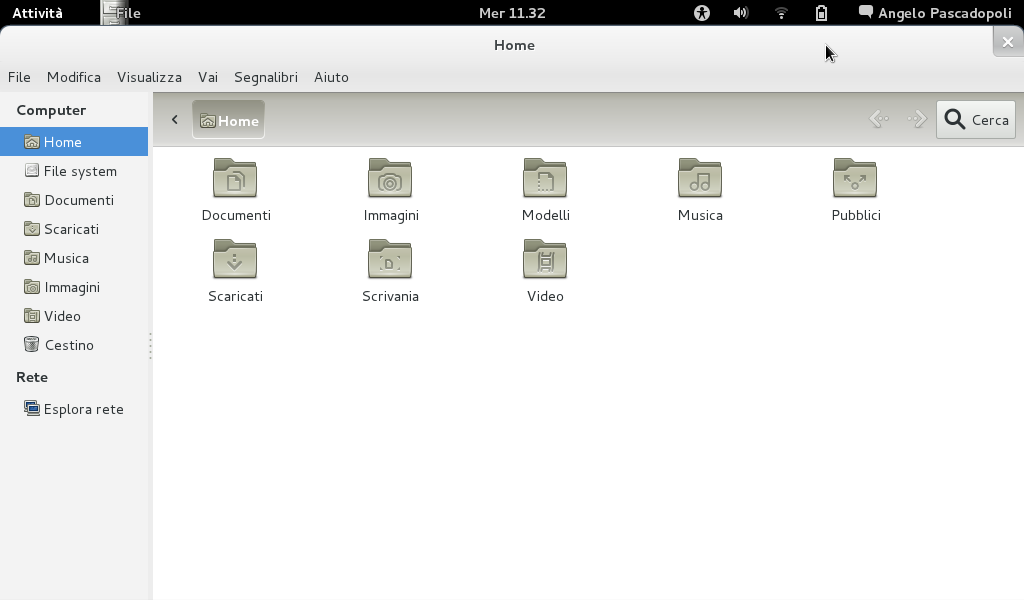 Attività File Mer 11.32 Angelo Pascadopoli
Home
File Modifica Visualizza Vai Segnalibri Aiuto
Computer
Home
File system
Documenti
Scaricati
Musica
Immagini
Video
Cestino
Rete
Esplora rete
Home Cerca
Documenti Immagini Modelli Musica Pubblici
Scaricati Scrivania Video